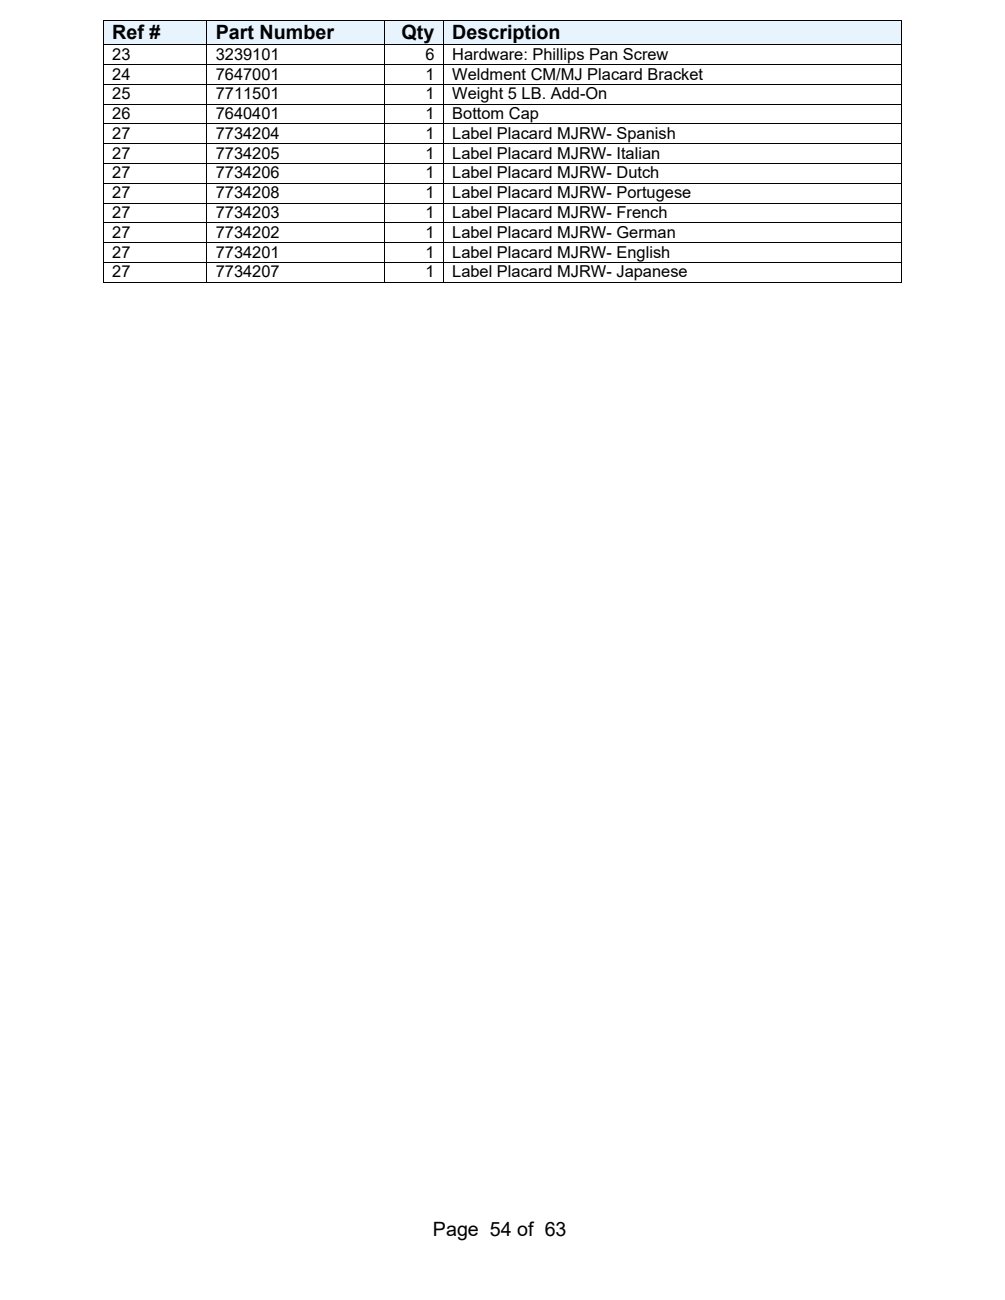 Ref # Part Number Qty Description
23 3239101 6 Hardware: Phillips Pan Screw
24 7647001 1 Weldment CM/MJ Placard Bracket
25 7711501 1 Weight 5 LB. Add-On
26 7640401 1 Bottom Cap
27 7734204 1 Label Placard MJRW- Spanish
27 7734205 1 Label Placard MJRW- Italian
27 7734206 1 Label Placard MJRW- Dutch
27 7734208 1 Label Placard MJRW- Portugese
27 7734203 1 Label Placard MJRW- French
27 7734202 1 Label Placard MJRW- German
27 7734201 1 Label Placard MJRW- English
27 7734207 1 Label Placard MJRW- Japanese
Page 54 of 63